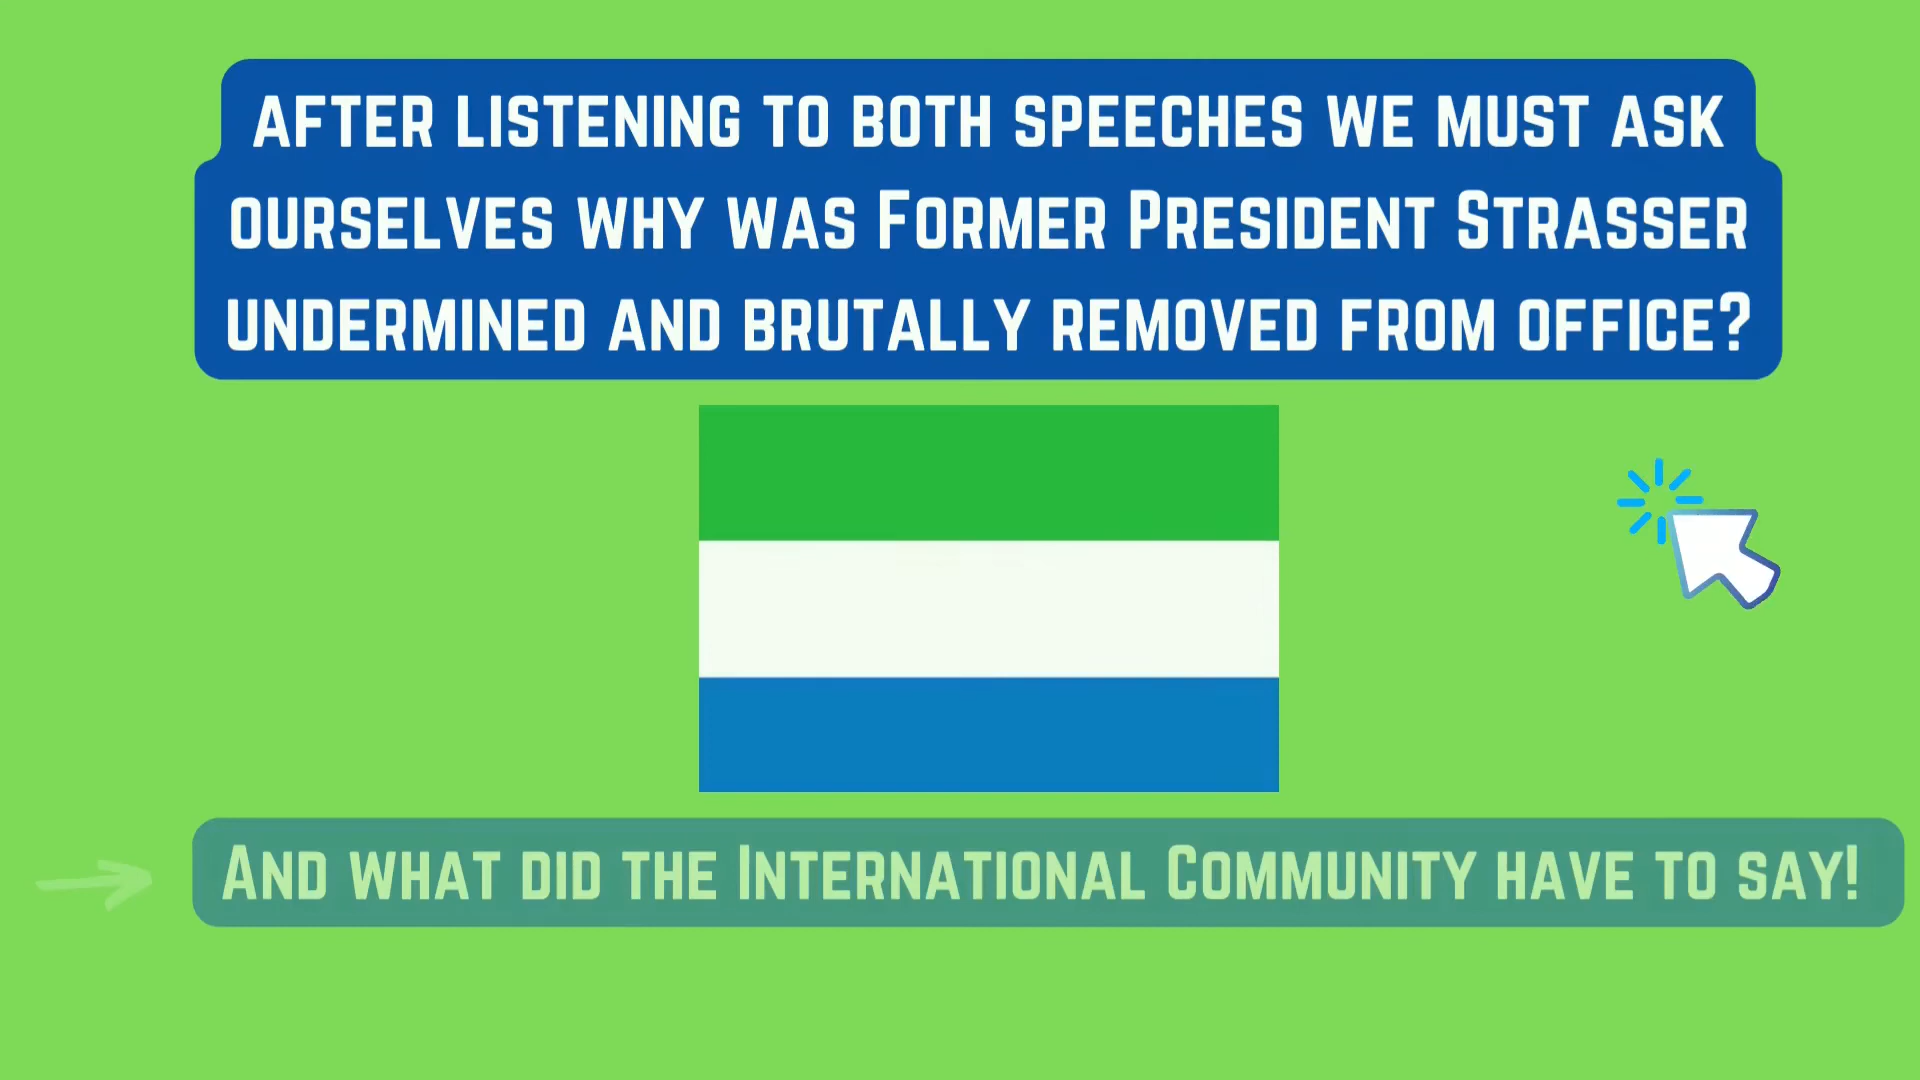 AFTER LISTENING TO BOTH SPEECHES WE MUST ASK
OURSELVES WHY WAS FORMER PRESIDENT STRASSER
UNDERMINED AND BRUTALLY REMOVED FROM OFFICE?
AND WHAT DID THE INTERNATIONAL COMMUNITY HAVE TO SAY!